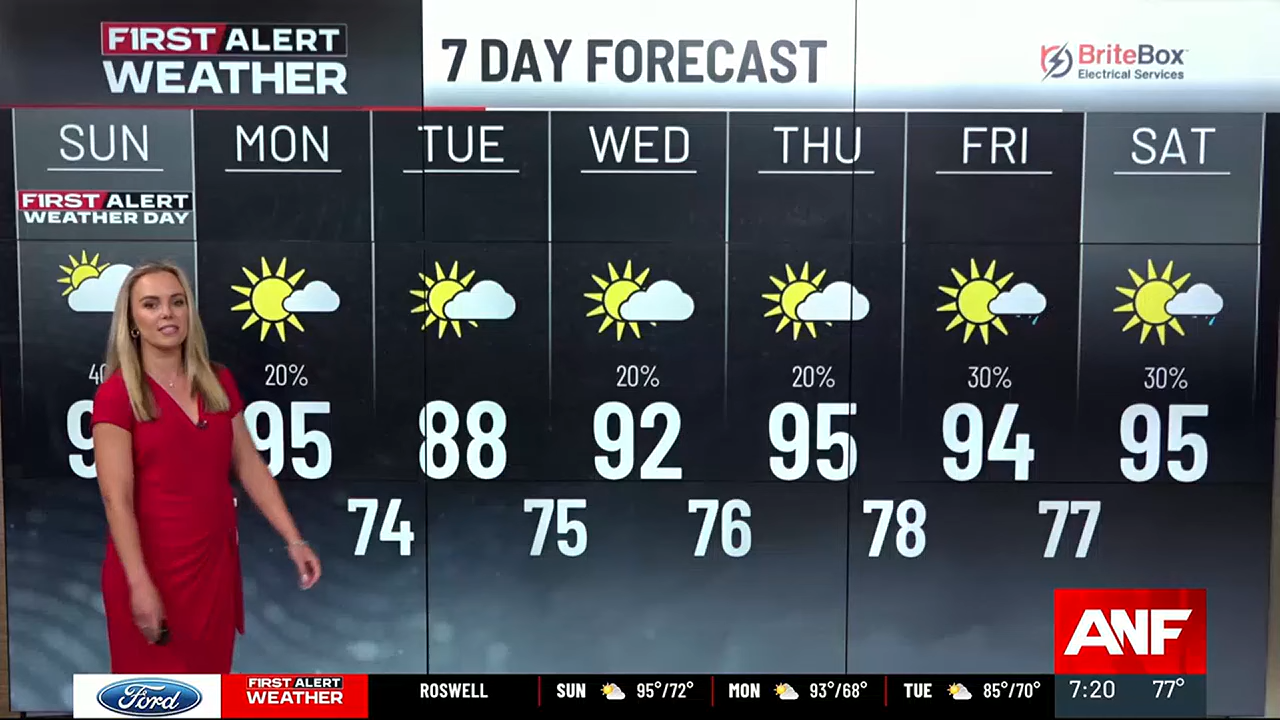 FIRST ALERT
WEATHER
7 DAY FORECAST
BriteBox
Electrical Services
SUN MON TUE WED THU FRI SAT
FIRST ALERT
WEATHER DAY
20% 20% 20% 30% 30%
95 88 92 95 94 95
74 75 76 78 77
ANF
Ford
FIRST ALERT
WEATHER
ROSWELL SUN 95°/72° MON 93°/68° TUE 85°/70°
7:20 77°